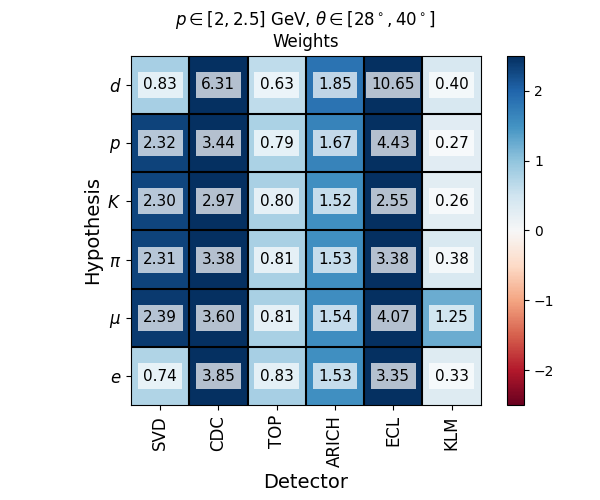 p ∈ [2, 2.5] GeV, θ ∈ [28°, 40°]
Weights
d 0.83 6.31 0.63 1.85 10.65 0.40
p 2.32 3.44 0.79 1.67 4.43 0.27
K 2.30 2.97 0.80 1.52 2.55 0.26
π 2.31 3.38 0.81 1.53 3.38 0.38
μ 2.39 3.60 0.81 1.54 4.07 1.25
e 0.74 3.85 0.83 1.53 3.35 0.33
Hypothesis
SVD CDC TOP ARICH ECL KLM
Detector
2
1
0
−1
−2